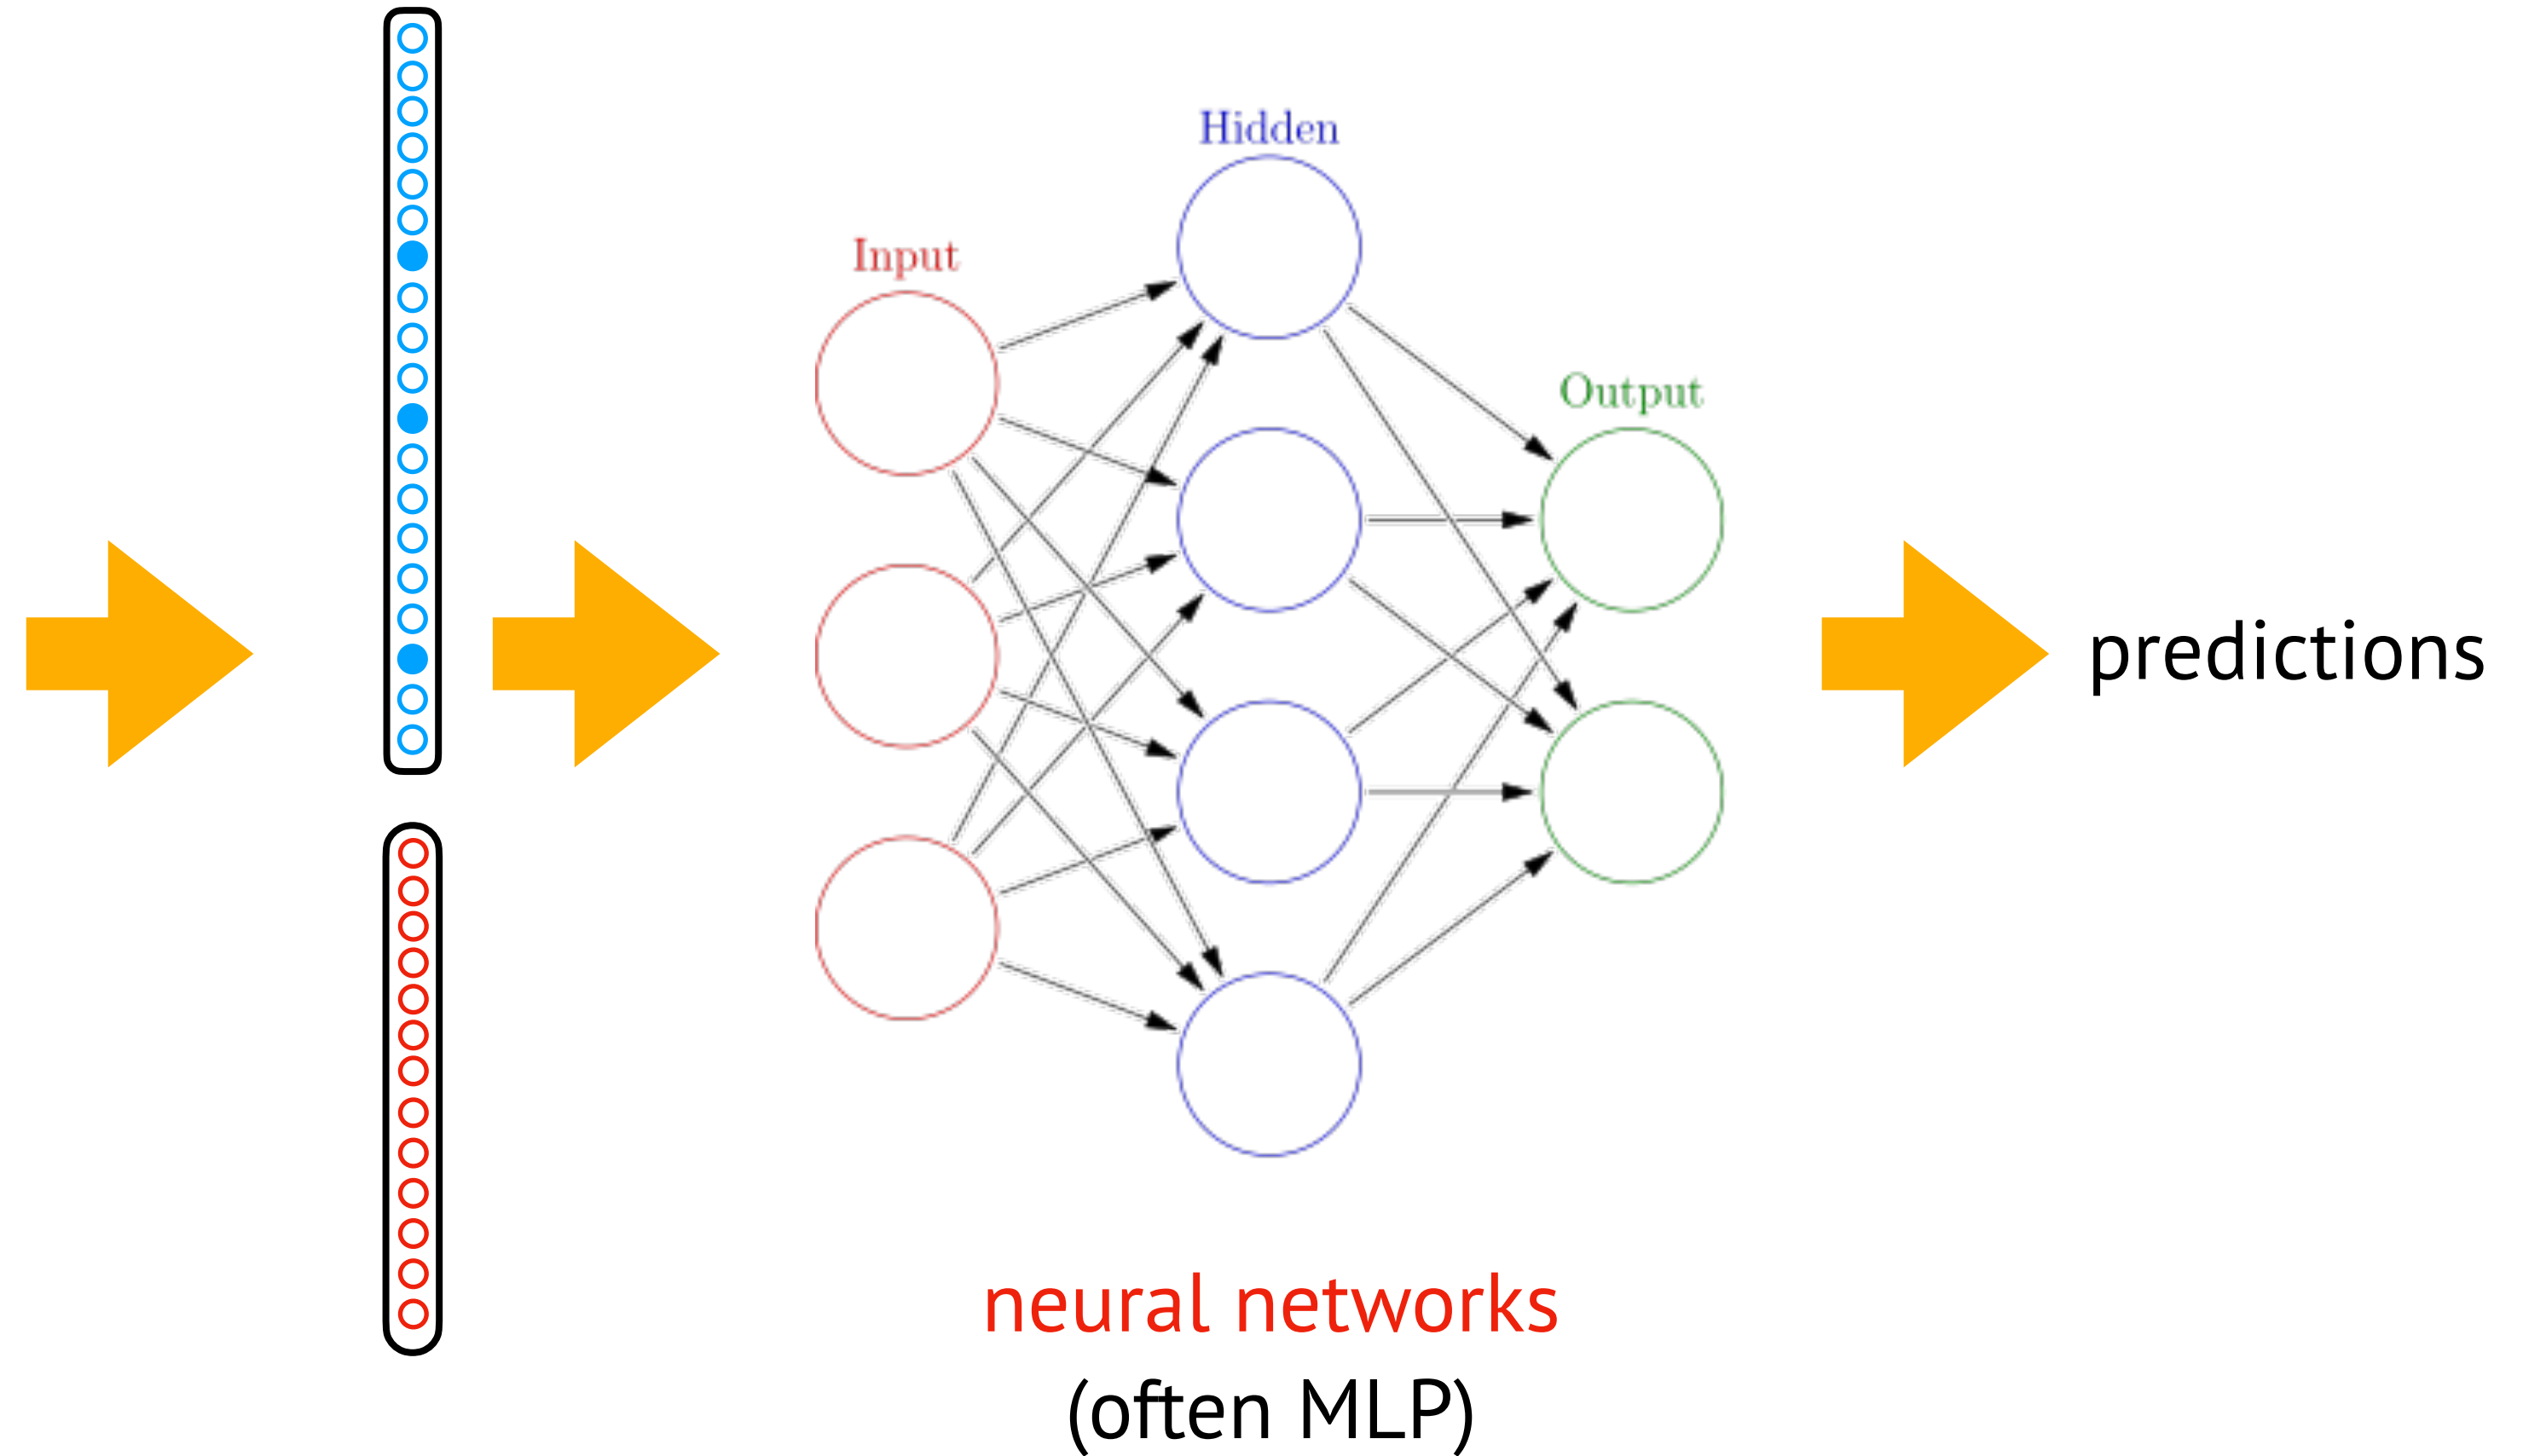 Hidden
Input
Output
predictions
neural networks
(often MLP)